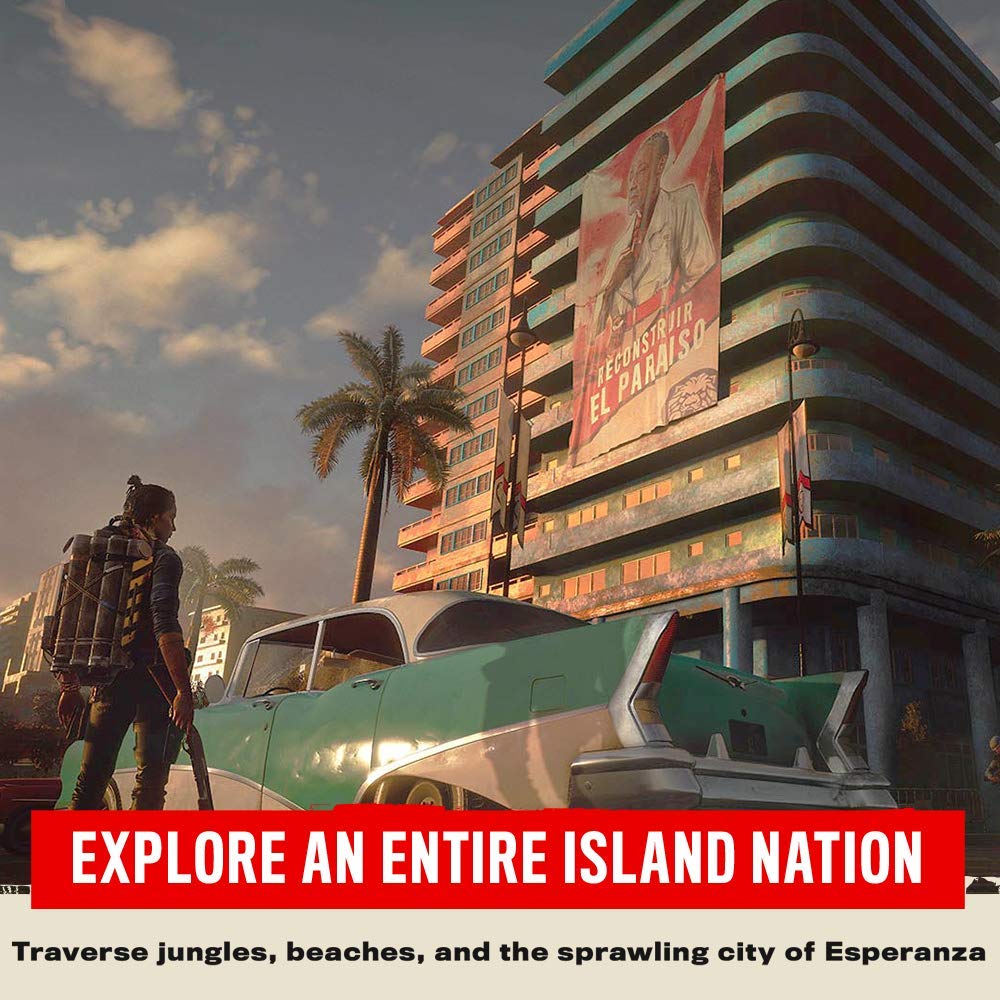 RECONSTRUIR
EL PARAISO
EXPLORE AN ENTIRE ISLAND NATION
Traverse jungles, beaches, and the sprawling city of Esperanza